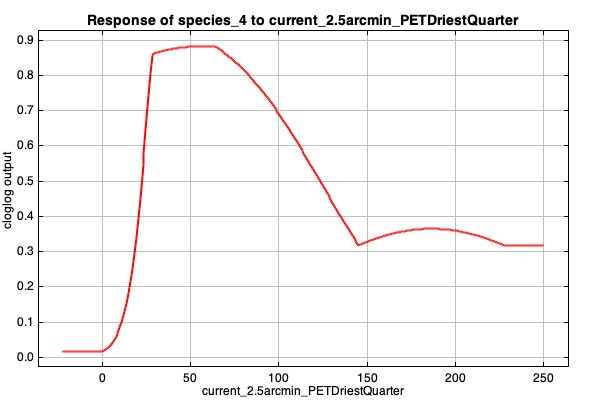 Response of species_4 to current_2.5arcmin_PETDriestQuarter
0.9
0.8
0.7
0.6
0.5
0.4
0.3
0.2
0.1
0.0
cloglog output
0 50 100 150 200 250
current_2.5arcmin_PETDriestQuarter